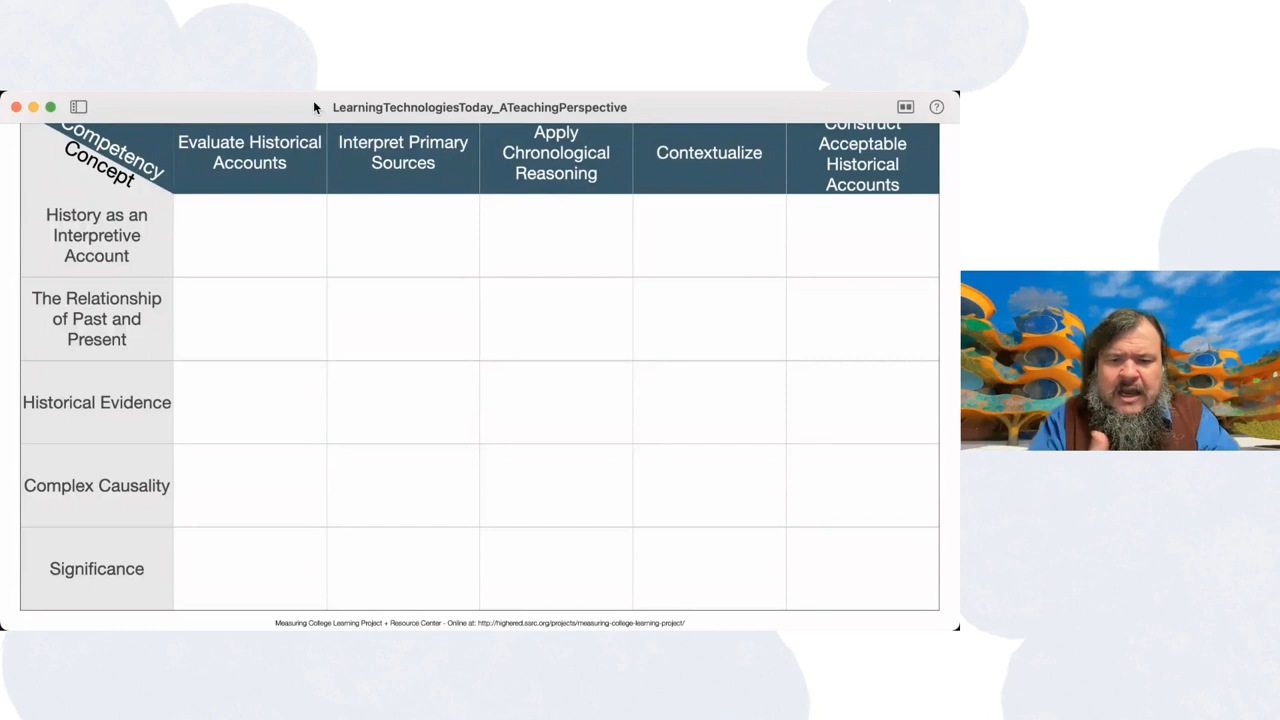 LearningTechnologiesToday_ATeachingPerspective
Competency
Concept
Evaluate Historical
Accounts
Interpret Primary
Sources
Apply
Chronological
Reasoning
Contextualize
Construct
Acceptable
Historical
Accounts
History as an
Interpretive
Account
The Relationship
of Past and
Present
Historical Evidence
Complex Causality
Significance
Measuring College Learning Project + Resource Center - Online at: http://highered.ssrc.org/projects/measuring-college-learning-project/